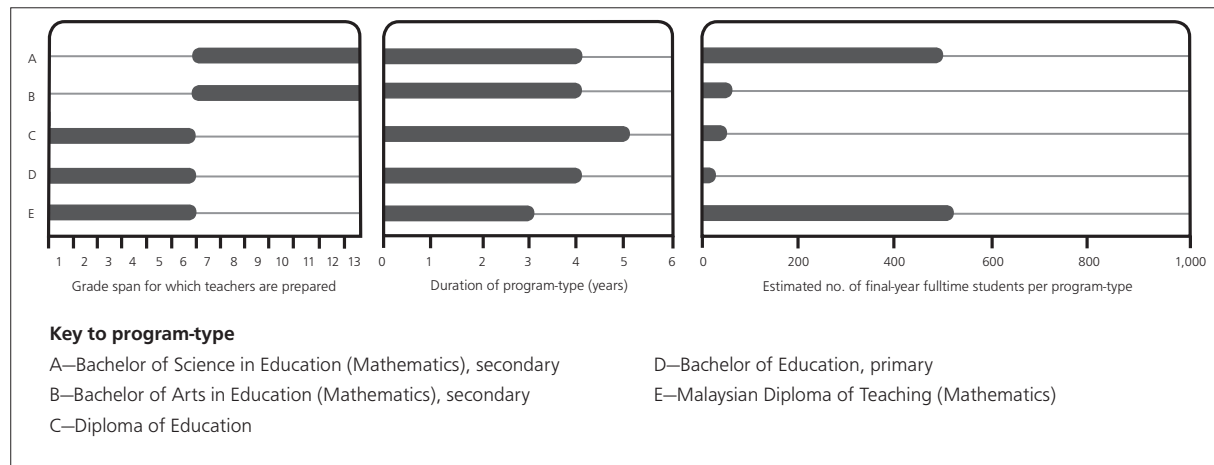 A
B
C
D
E
1 2 3 4 5 6 7 8 9 10 11 12 13
Grade span for which teachers are prepared
0 1 2 3 4 5 6
Duration of program-type (years)
0 200 400 600 800 1,000
Estimated no. of final-year fulltime students per program-type
Key to program-type
A—Bachelor of Science in Education (Mathematics), secondary
B—Bachelor of Arts in Education (Mathematics), secondary
C—Diploma of Education
D—Bachelor of Education, primary
E—Malaysian Diploma of Teaching (Mathematics)